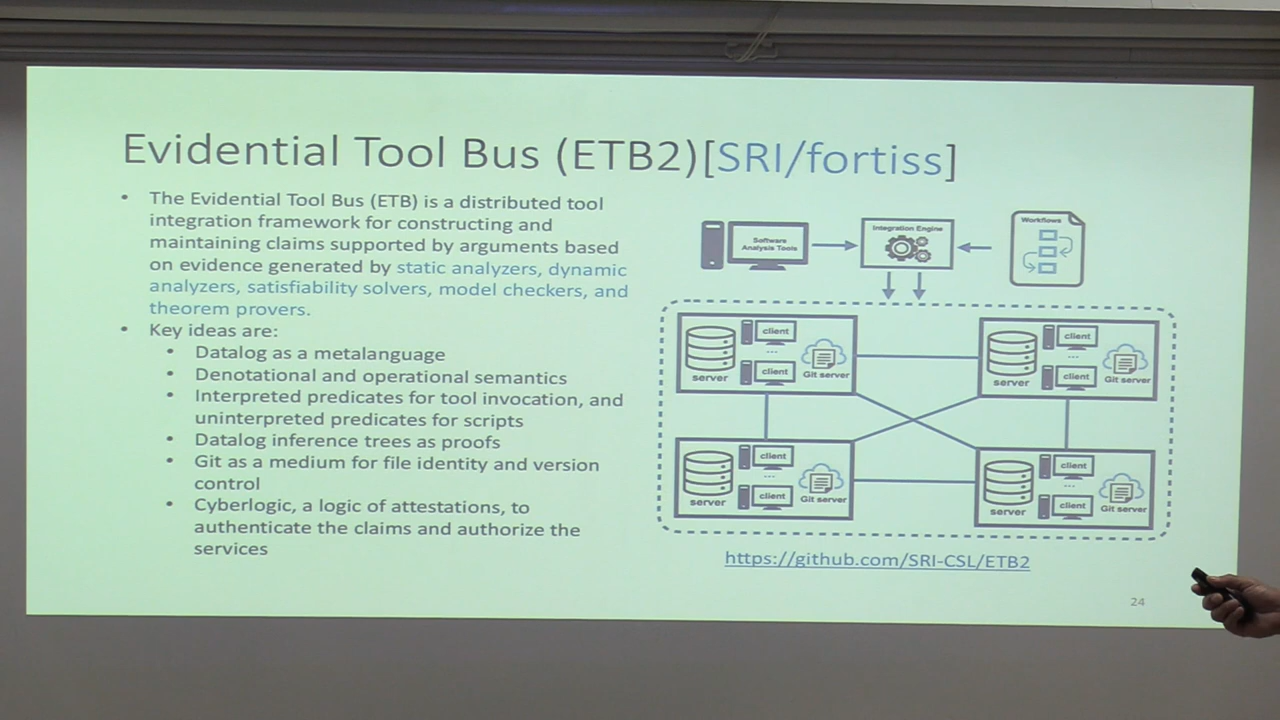 Evidential Tool Bus (ETB2)[SRI/fortiss]
• The Evidential Tool Bus (ETB) is a distributed tool
integration framework for constructing and
maintaining claims supported by arguments based
on evidence generated by static analyzers, dynamic
analyzers, satisfiability solvers, model checkers, and
theorem provers.
• Key ideas are:
• Datalog as a metalanguage
• Denotational and operational semantics
• Interpreted predicates for tool invocation, and
uninterpreted predicates for scripts
• Datalog inference trees as proofs
• Git as a medium for file identity and version
control
• Cyberlogic, a logic of attestations, to
authenticate the claims and authorize the
services
Software
Analysis Tools
Integration Engine
Workflows
client
...
client
server
Git server
client
...
client
server
Git server
client
...
client
server
Git server
client
...
client
server
Git server
https://github.com/SRI-CSL/ETB2
24